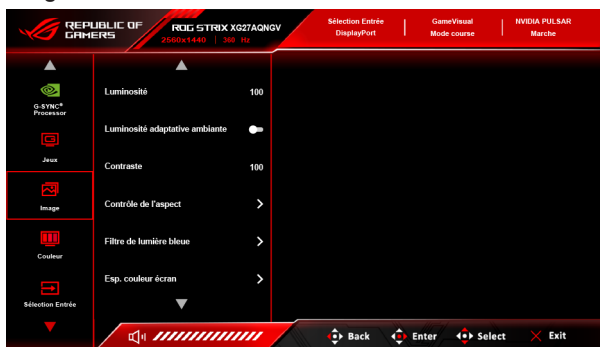 REPUBLIC OF
GAMERS
ROG STRIX XG27AQNGV
2560x1440 | 360 Hz
Sélection Entrée
DisplayPort
GameVisual
Mode course
NVIDIA PULSAR
Marche
G-SYNC®
Processor
Jeux
Image
Couleur
Sélection Entrée
Luminosité 100
Luminosité adaptative ambiante
Contraste 100
Contrôle de l'aspect
Filtre de lumière bleue
Esp. couleur écran
Back
Enter
Select
Exit